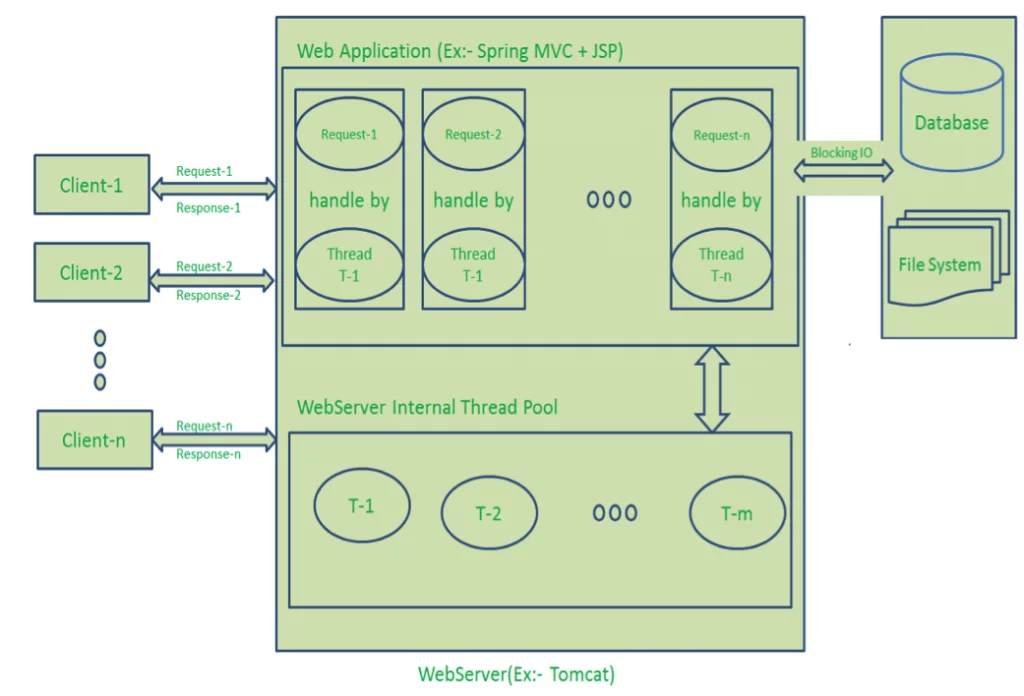 Web Application (Ex:- Spring MVC + JSP)
Request-1
Request-2
Request-n
handle by
handle by
handle by
Thread
T-1
Thread
T-1
Thread
T-n
Client-1
Request-1
Response-1
Client-2
Request-2
Response-2
Client-n
Request-n
Response-n
Blocking IO
Database
File System
WebServer Internal Thread Pool
T-1
T-2
T-m
WebServer(Ex:- Tomcat)